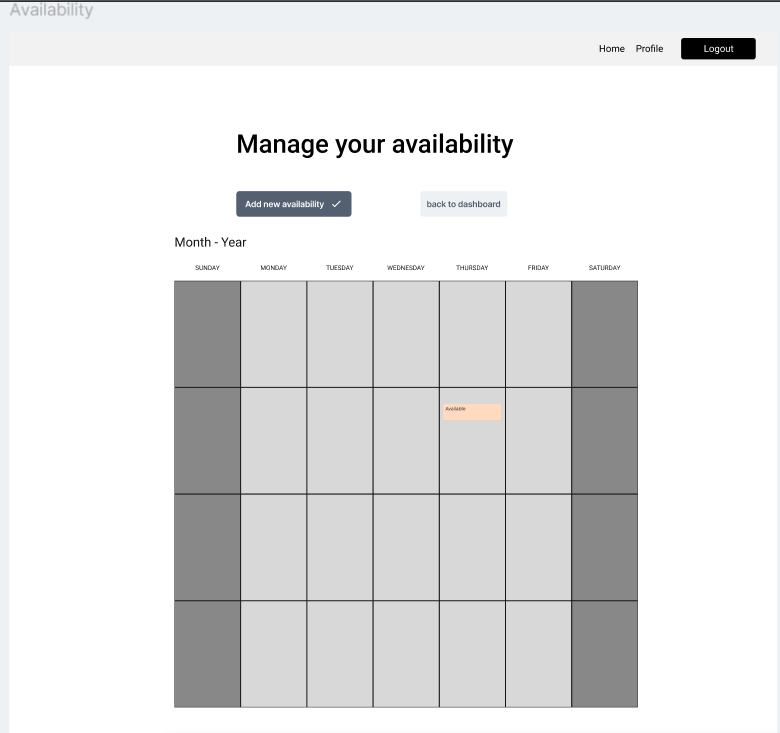 Availability
Home Profile Logout
Manage your availability
Add new availability back to dashboard
Month - Year
SUNDAY MONDAY TUESDAY WEDNESDAY THURSDAY FRIDAY SATURDAY
Available